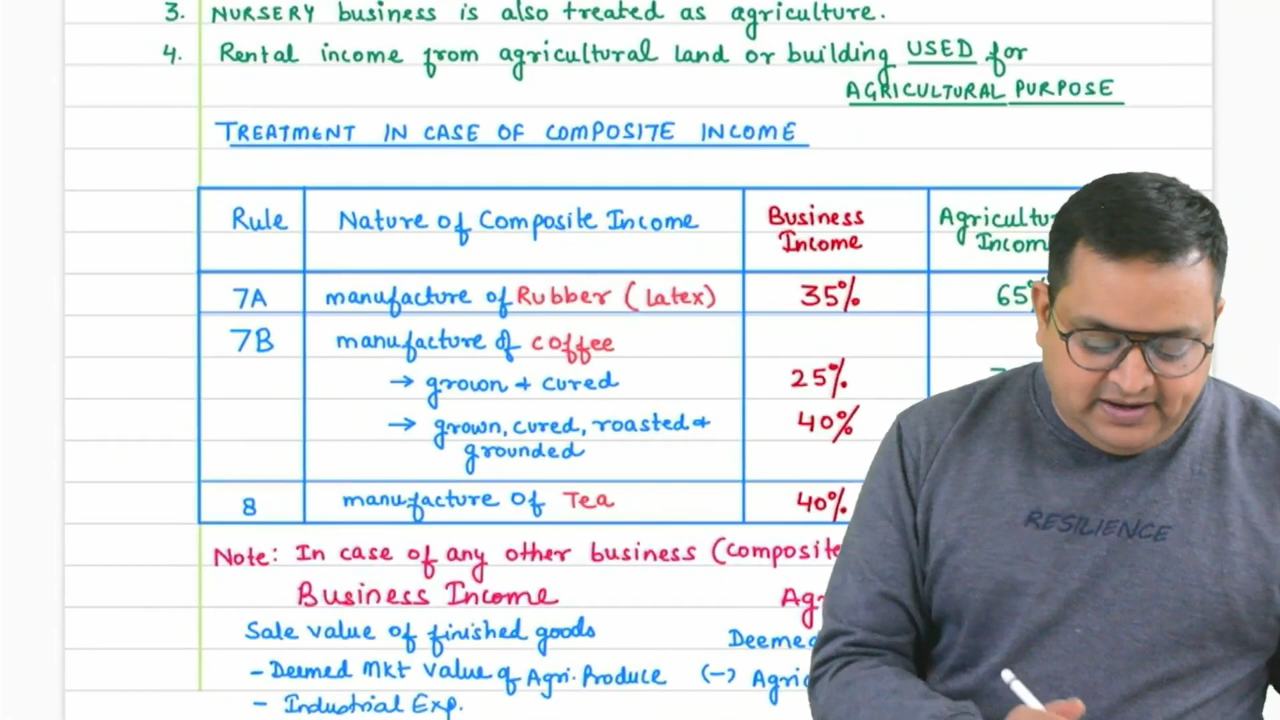 3. NURSERY business is also treated as agriculture.
4. Rental income from agricultural land or building USED for
AGRICULTURAL PURPOSE
TREATMENT IN CASE OF COMPOSITE INCOME
Rule Nature of Composite Income Business Income
7A manufacture of Rubber (Latex) 35% 65%
7B manufacture of coffee
→ grown + cured 25%
→ grown, cured, roasted + 40%
grounded
8 manufacture of Tea 40%
Note: In case of any other business (composite
Business Income
Sale value of finished goods Deemed
- Deemed Mkt Value of Agri. Produce (-)
- Industrial Exp.
RESILIENCE